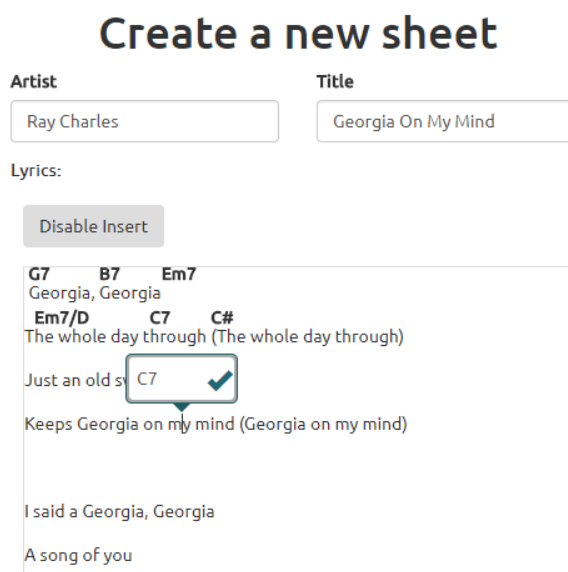 Create a new sheet
Artist Title
Ray Charles Georgia On My Mind
Lyrics:
Disable Insert
G7 B7 Em7
Georgia, Georgia
Em7/D C7 C#
The whole day through (The whole day through)
Just an old
C7
Keeps Georgia on my mind (Georgia on my mind)
I said a Georgia, Georgia
A song of you